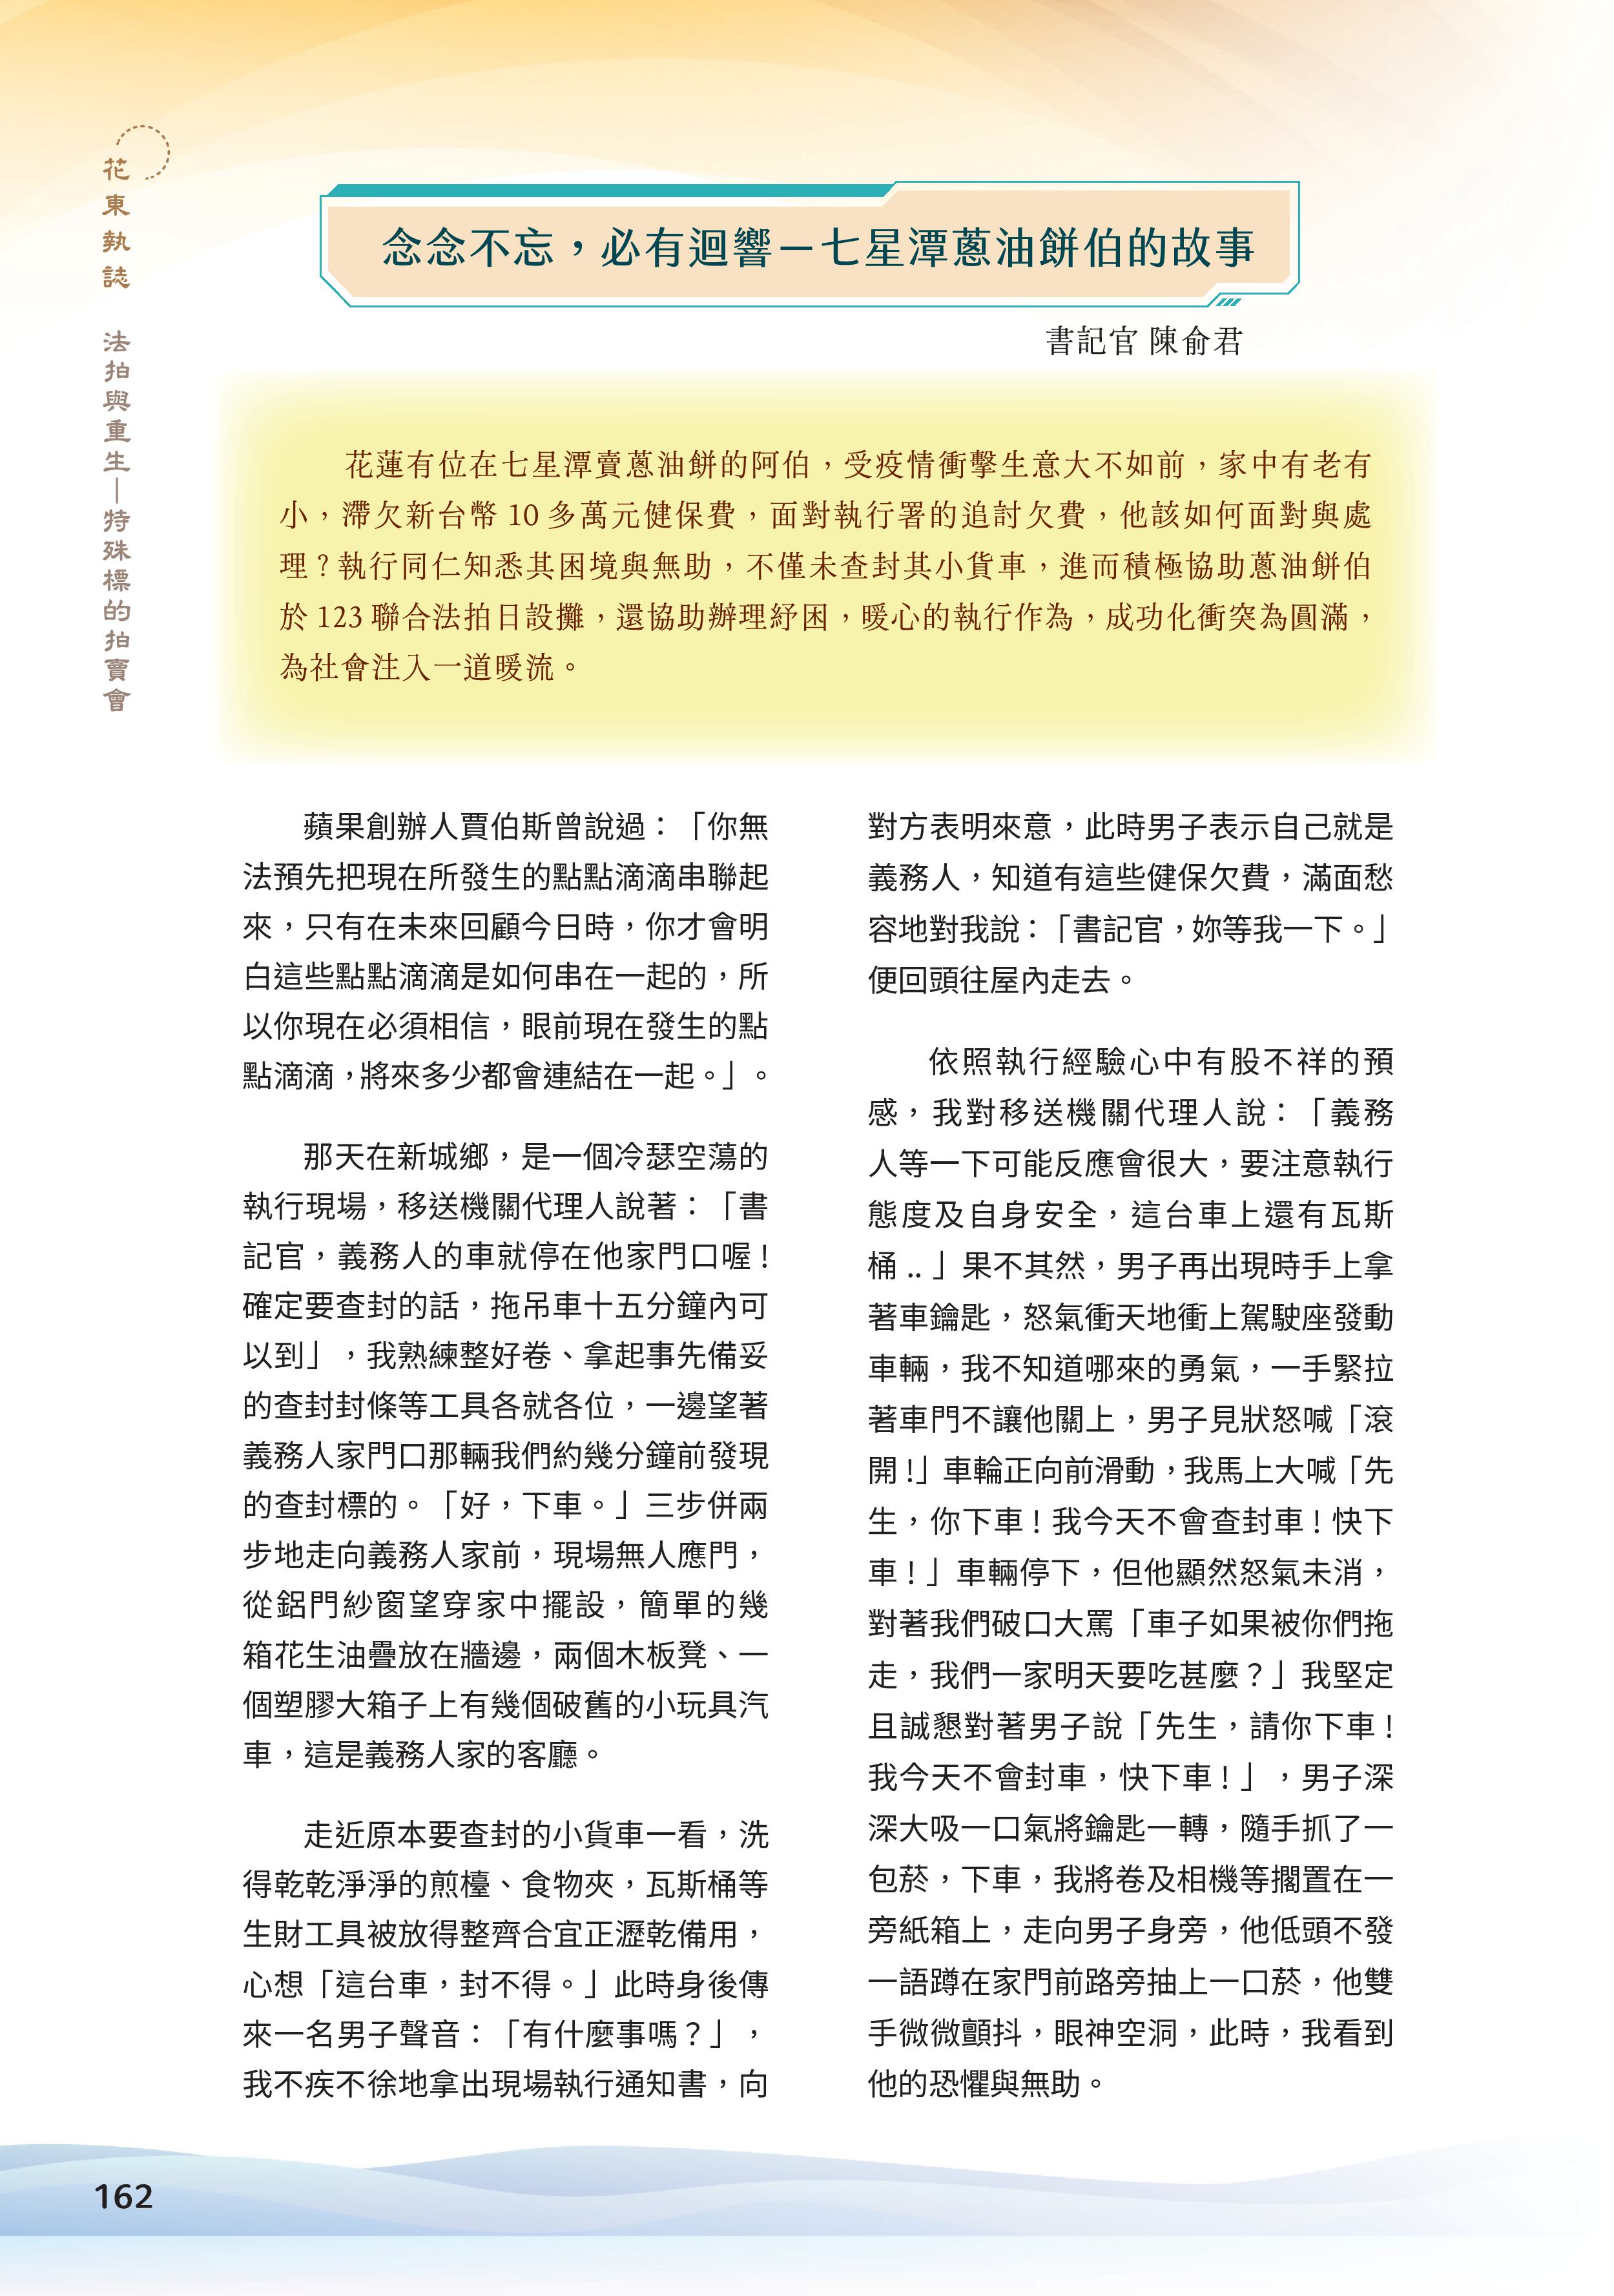 花東執誌
法拍與重生—特殊標的拍賣會
念念不忘，必有迴響－七星潭蔥油餅伯的故事
書記官 陳俞君
花蓮有位在七星潭賣蔥油餅的阿伯，受疫情衝擊生意大不如前，家中有老有
小，滯欠新台幣 10 多萬元健保費，面對執行署的追討欠費，他該如何面對與處
理？執行同仁知悉其困境與無助，不僅未查封其小貨車，進而積極協助蔥油餅伯
於 123 聯合法拍日設攤，還協助辦理紓困，暖心的執行作為，成功化衝突為圓滿，
為社會注入一道暖流。
蘋果創辦人賈伯斯曾說過：「你無
法預先把現在所發生的點點滴滴串聯起
來，只有在未來回顧今日時，你才會明
白這些點點滴滴是如何串在一起的，所
以你現在必須相信，眼前現在發生的點
點滴滴，將來多少都會連結在一起。」。
那天在新城鄉，是一個冷瑟空蕩的
執行現場，移送機關代理人說著：「書
記官，義務人的車就停在他家門口喔！
確定要查封的話，拖吊車十五分鐘內可
以到」，我熟練整好卷、拿起事先備妥
的查封封條等工具各就各位，一邊望著
義務人家門口那輛我們約幾分鐘前發現
的查封標的。「好，下車。」三步併兩
步地走向義務人家前，現場無人應門，
從鋁門紗窗望穿家中擺設，簡單的幾
箱花生油疊放在牆邊，兩個木板凳、一
個塑膠大箱子上有幾個破舊的小玩具汽
車，這是義務人家的客廳。
走近原本要查封的小貨車一看，洗
得乾乾淨淨的煎檯、食物夾，瓦斯桶等
生財工具被放得整齊合宜正瀝乾備用，
心想「這台車，封不得。」此時身後傳
來一名男子聲音：「有什麼事嗎？」，
我不疾不徐地拿出現場執行通知書，向
對方表明來意，此時男子表示自己就是
義務人，知道有這些健保欠費，滿面愁
容地對我說：「書記官，妳等我一下。」
便回頭往屋內走去。
依照執行經驗心中有股不祥的預
感，我對移送機關代理人說：「義務
人等一下可能反應會很大，要注意執行
態度及自身安全，這台車上還有瓦斯
桶 .. 」果不其然，男子再出現時手上拿
著車鑰匙，怒氣衝天地衝上駕駛座發動
車輛，我不知道哪來的勇氣，一手緊拉
著車門不讓他關上，男子見狀怒喊「滾
開！」車輪正向前滑動，我馬上大喊「先
生，你下車！我今天不會查封車！快下
車！」車輛停下，但他顯然怒氣未消，
對著我們破口大罵「車子如果被你們拖
走，我們一家明天要吃甚麼？」我堅定
且誠懇對著男子說「先生，請你下車！
我今天不會封車，快下車！」，男子深
深大吸一口氣將鑰匙一轉，隨手抓了一
包菸，下車，我將卷及相機等擱置在一
旁紙箱上，走向男子身旁，他低頭不發
一語蹲在家門前路旁抽上一口菸，他雙
手微微顫抖，眼神空洞，此時，我看到
他的恐懼與無助。
162